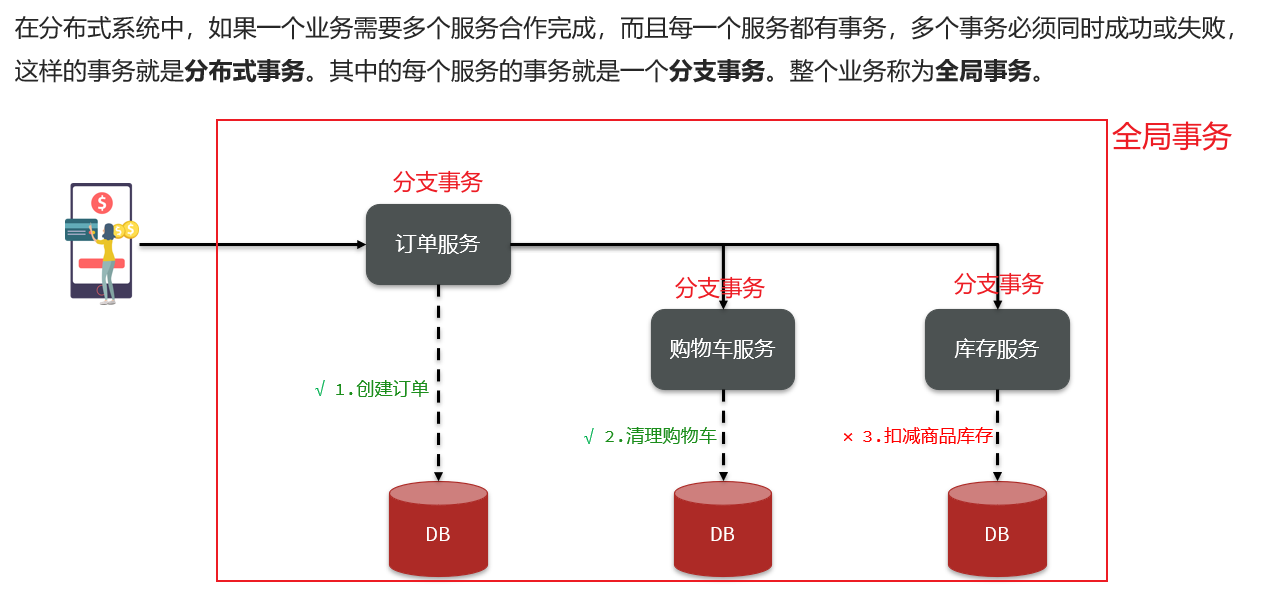 在分布式系统中，如果一个业务需要多个服务合作完成，而且每一个服务都有事务，多个事务必须同时成功或失败，
这样的事务就是分布式事务。其中的每个服务的事务就是一个分支事务。整个业务称为全局事务。
全局事务
分支事务
$
$
$
订单服务
分支事务
分支事务
购物车服务
库存服务
√ 1.创建订单
√ 2.清理购物车
× 3.扣减商品库存
DB
DB
DB